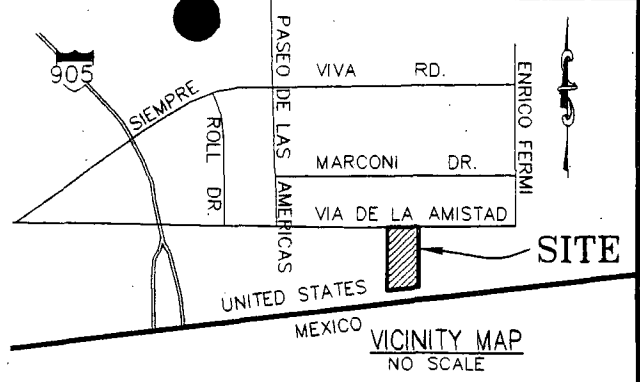 905
SIEMPRE
VIVA RD.
ROLL DR.
PASEO DE LAS AMERICAS
MARCONI DR.
ENRICO FERMI
VIA DE LA AMISTAD
SITE
UNITED STATES
MEXICO
VICINITY MAP
NO SCALE